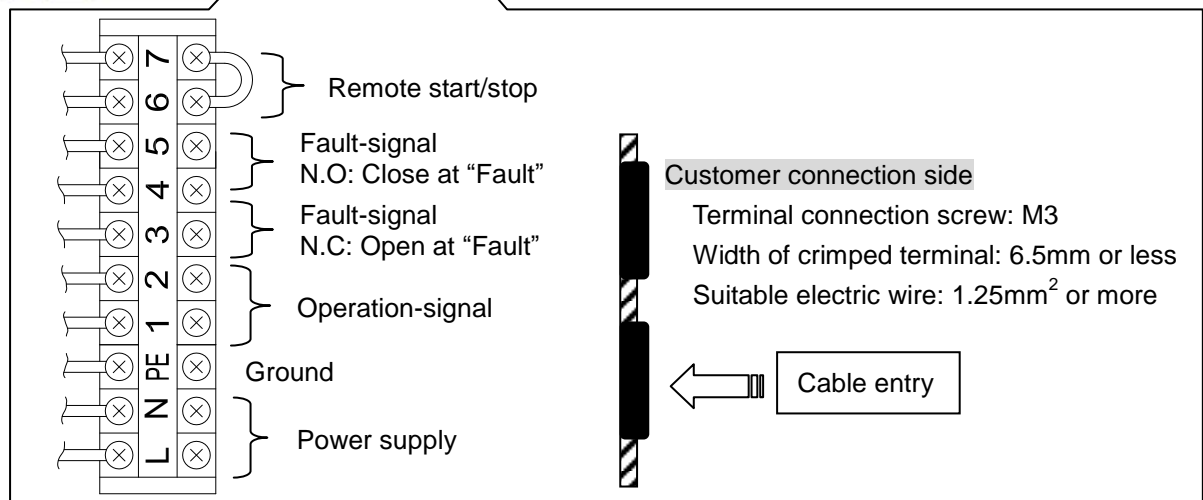 7
6
Remote start/stop
5
4
Fault-signal
N.O: Close at “Fault”
3
Fault-signal
N.C: Open at “Fault”
2
1
Operation-signal
PE
Ground
N
L
Power supply
Customer connection side
Terminal connection screw: M3
Width of crimped terminal: 6.5mm or less
Suitable electric wire: 1.25mm² or more
Cable entry